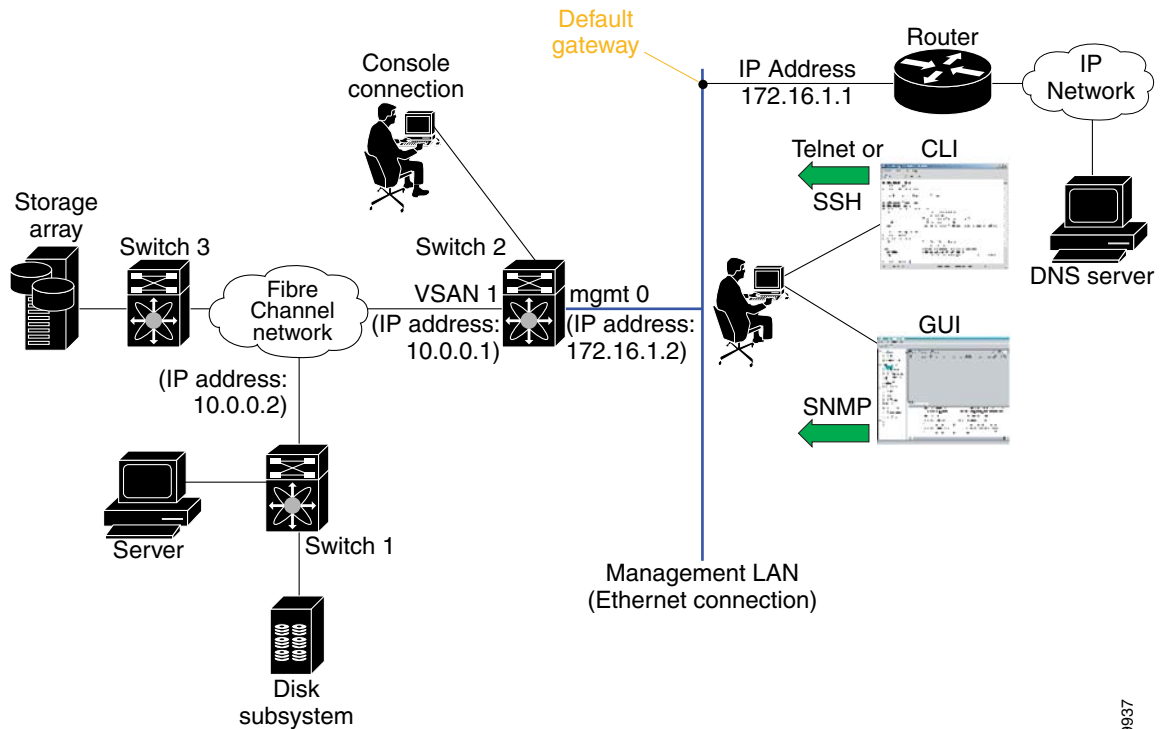 Default
gateway
Router
IP Address
172.16.1.1
IP
Network
Console
connection
Telnet or
SSH
CLI
DNS server
Storage
array
Switch 3
Switch 2
Fibre
Channel
network
VSAN 1
(IP address:
10.0.0.1)
mgmt 0
(IP address:
172.16.1.2)
GUI
SNMP
(IP address:
10.0.0.2)
Server
Switch 1
Management LAN
(Ethernet connection)
Disk
subsystem